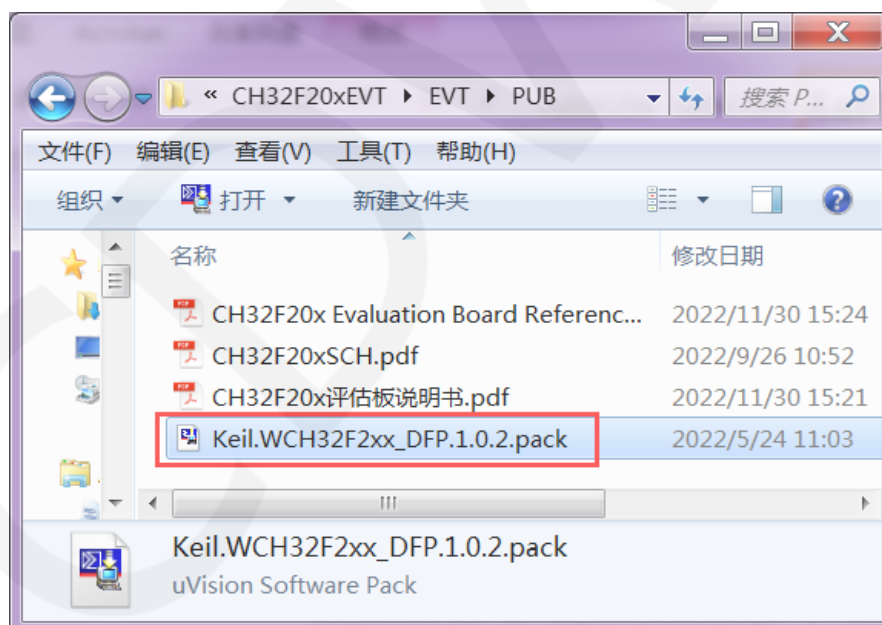 « CH32F20xEVT ▸ EVT ▸ PUB 搜索 P...
文件(F) 编辑(E) 查看(V) 工具(T) 帮助(H)
组织 打开 新建文件夹
名称 修改日期
CH32F20x Evaluation Board Referenc... 2022/11/30 15:24
CH32F20xSCH.pdf 2022/9/26 10:52
CH32F20x评估板说明书.pdf 2022/11/30 15:21
Keil.WCH32F2xx_DFP.1.0.2.pack 2022/5/24 11:03
Keil.WCH32F2xx_DFP.1.0.2.pack
uVision Software Pack